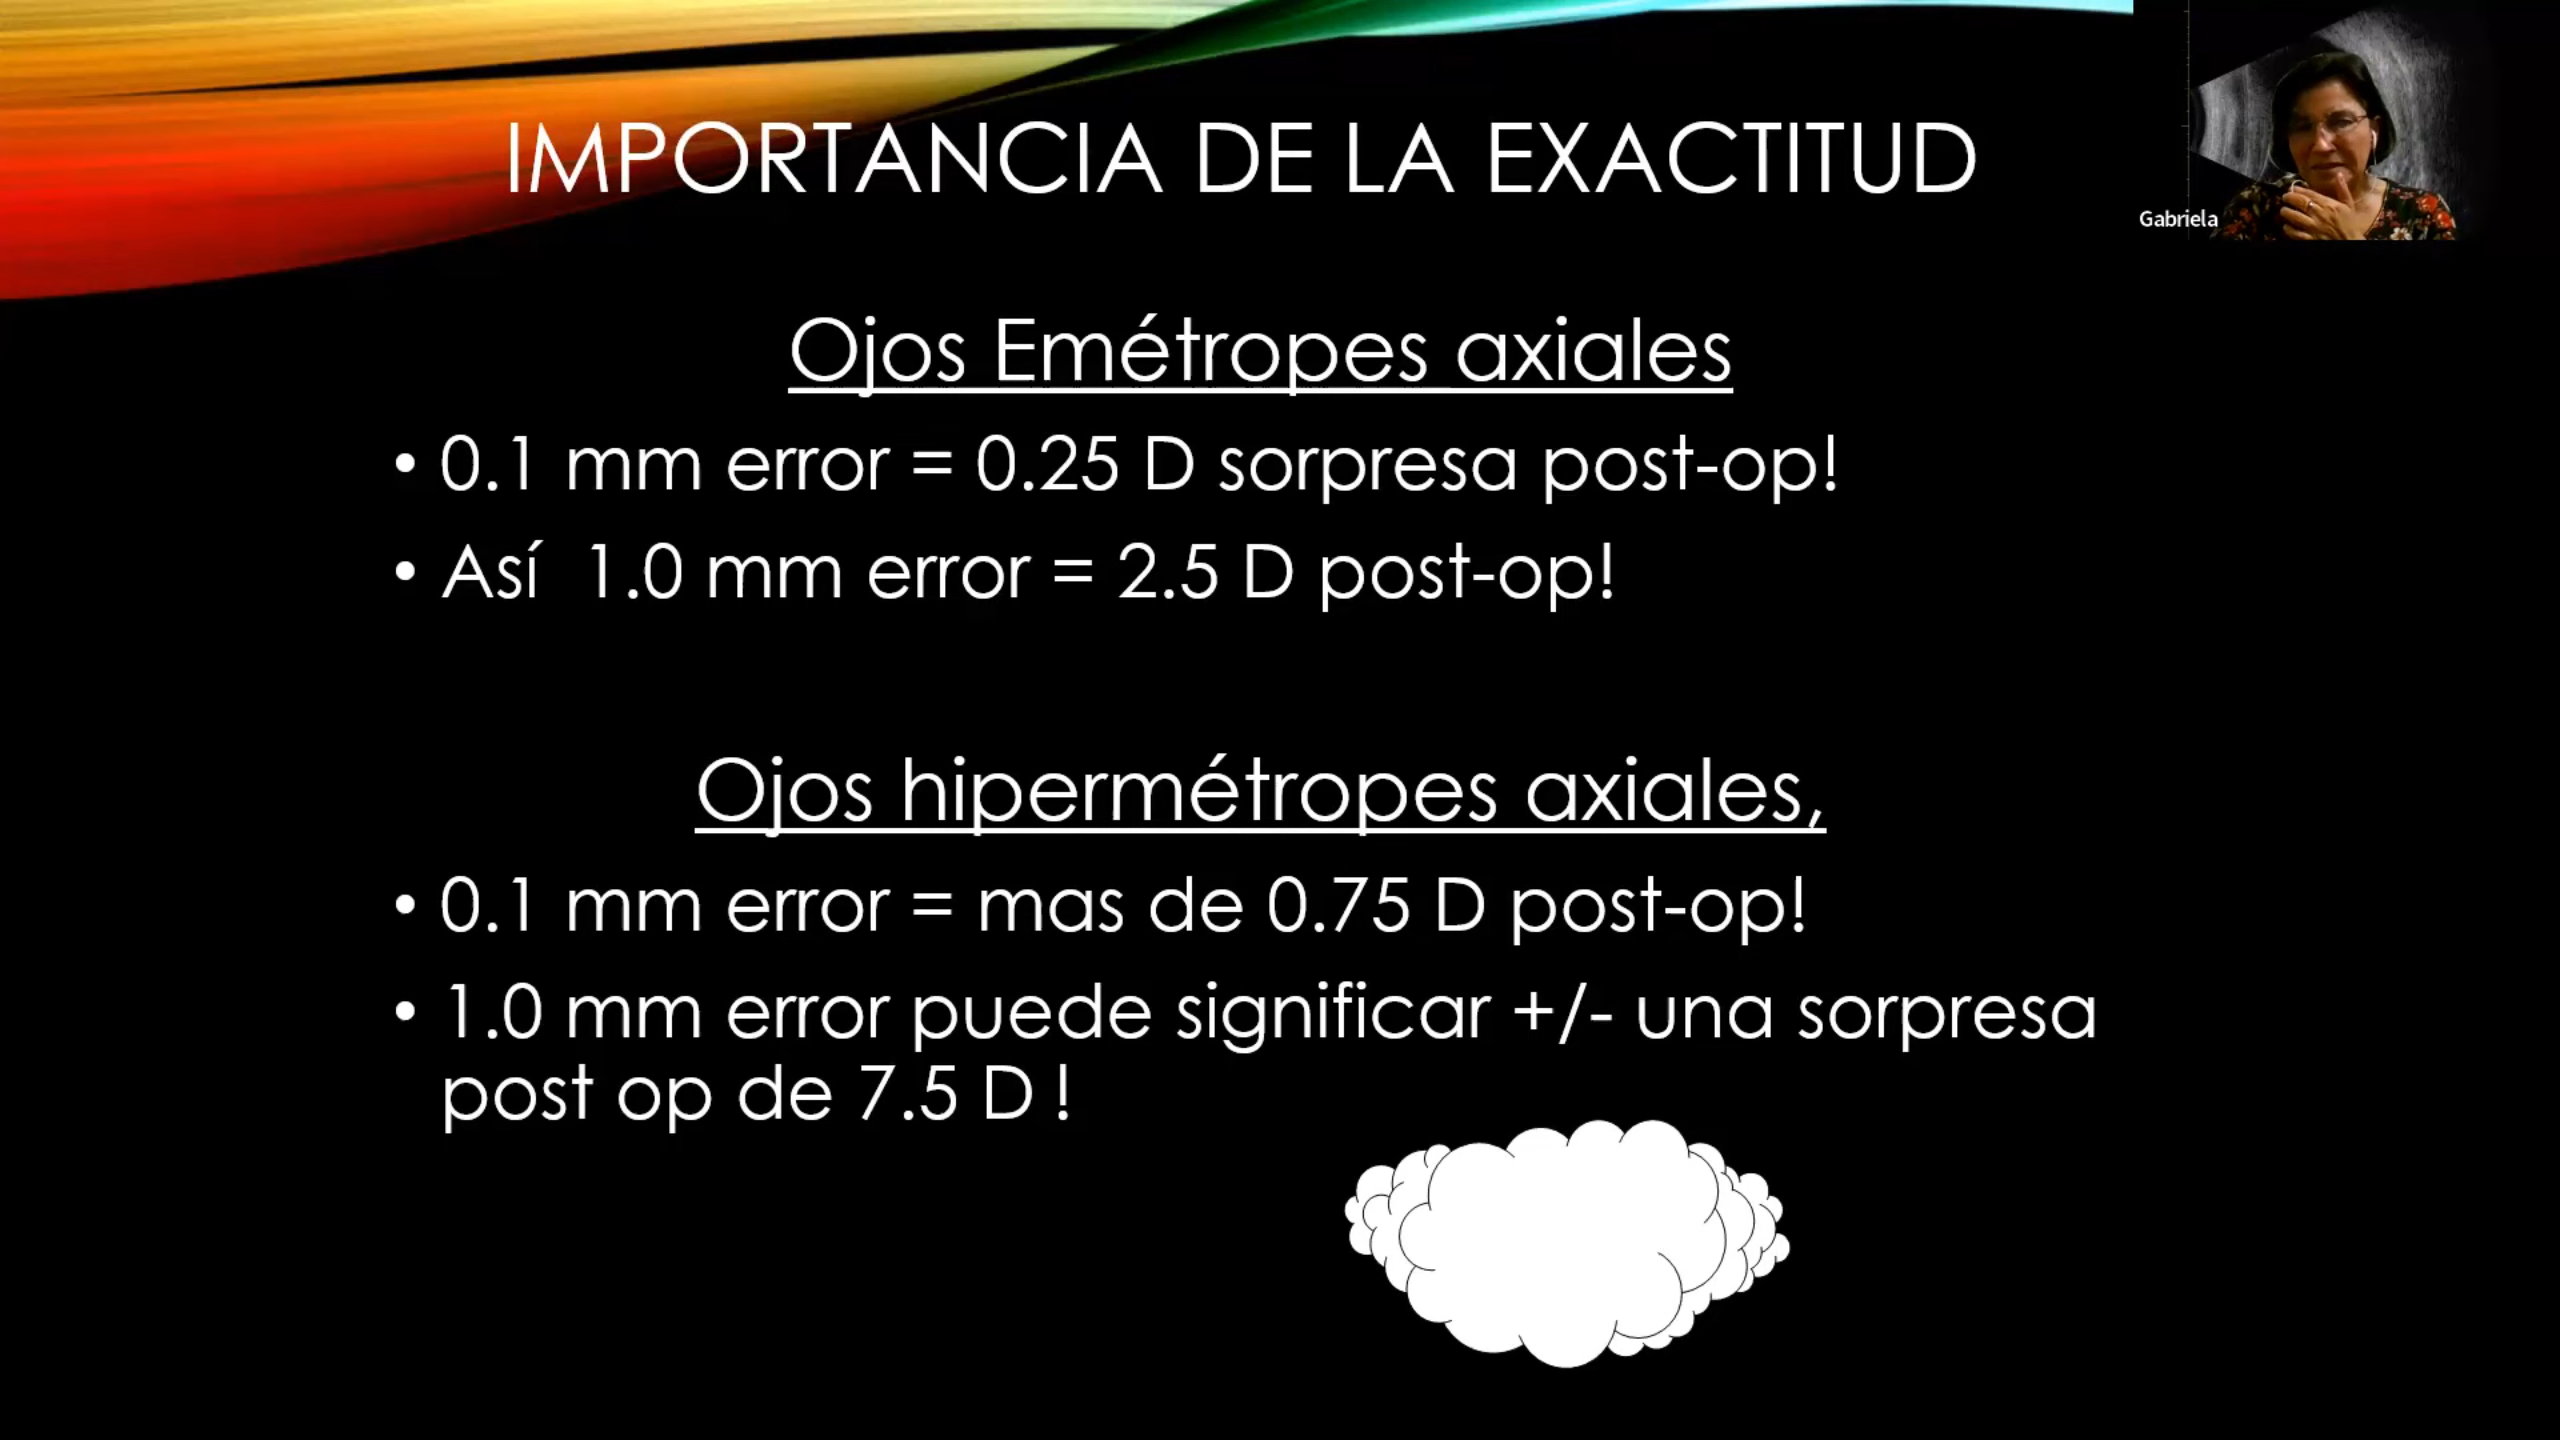 IMPORTANCIA DE LA EXACTITUD
Gabriela
Ojos Emétropes axiales
• 0.1 mm error = 0.25 D sorpresa post-op!
• Así  1.0 mm error = 2.5 D post-op!
Ojos hipermétropes axiales,
• 0.1 mm error = mas de 0.75 D post-op!
• 1.0 mm error puede significar +/- una sorpresa
post op de 7.5 D !